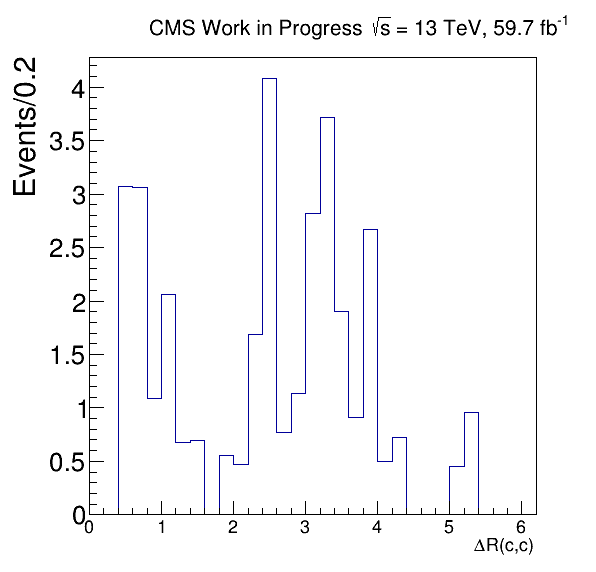 CMS Work in Progress √s = 13 TeV, 59.7 fb⁻¹
Events/0.2
4
3.5
3
2.5
2
1.5
1
0.5
0
0 1 2 3 4 5 6
ΔR(c,c)